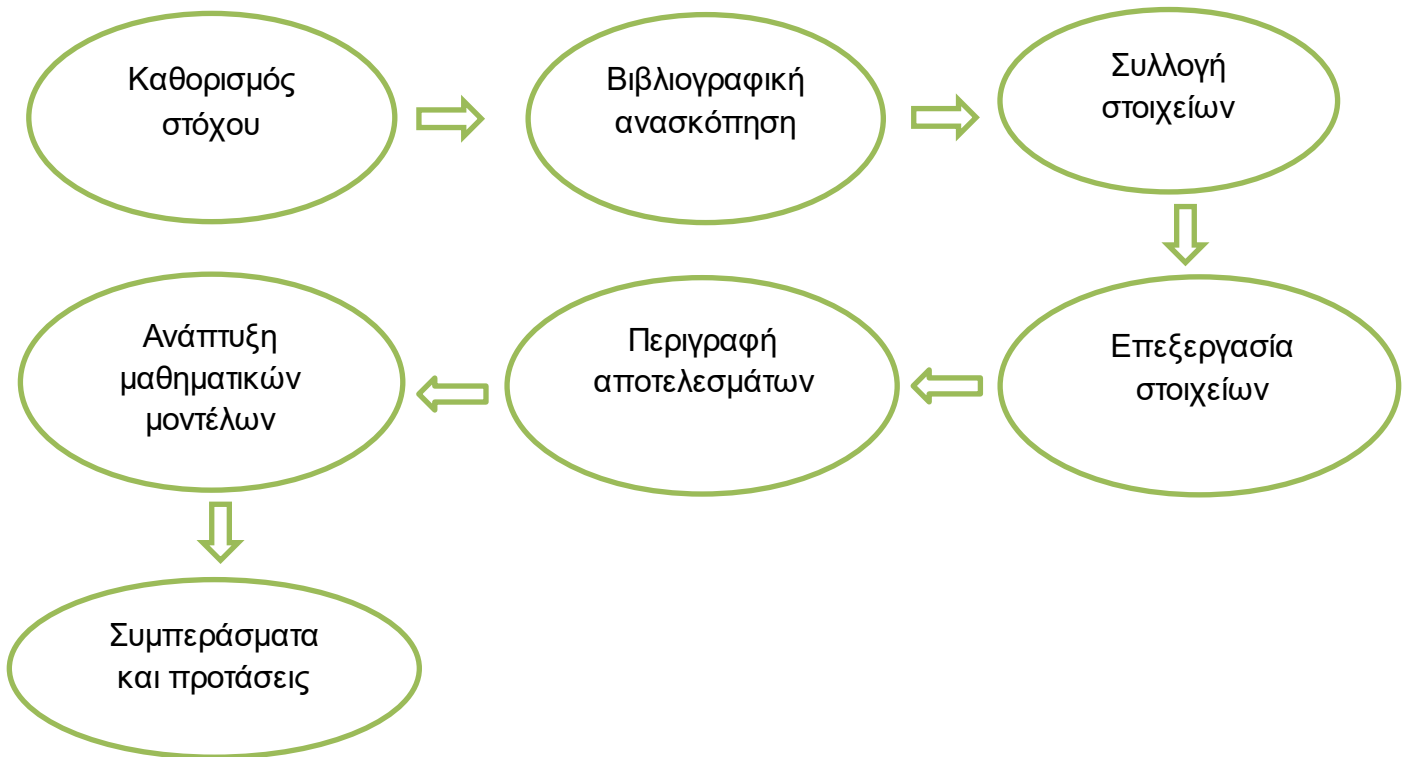 Καθορισμός
στόχου
Βιβλιογραφική
ανασκόπηση
Συλλογή
στοιχείων
Επεξεργασία
στοιχείων
Περιγραφή
αποτελεσμάτων
Ανάπτυξη
μαθηματικών
μοντέλων
Συμπεράσματα
και προτάσεις